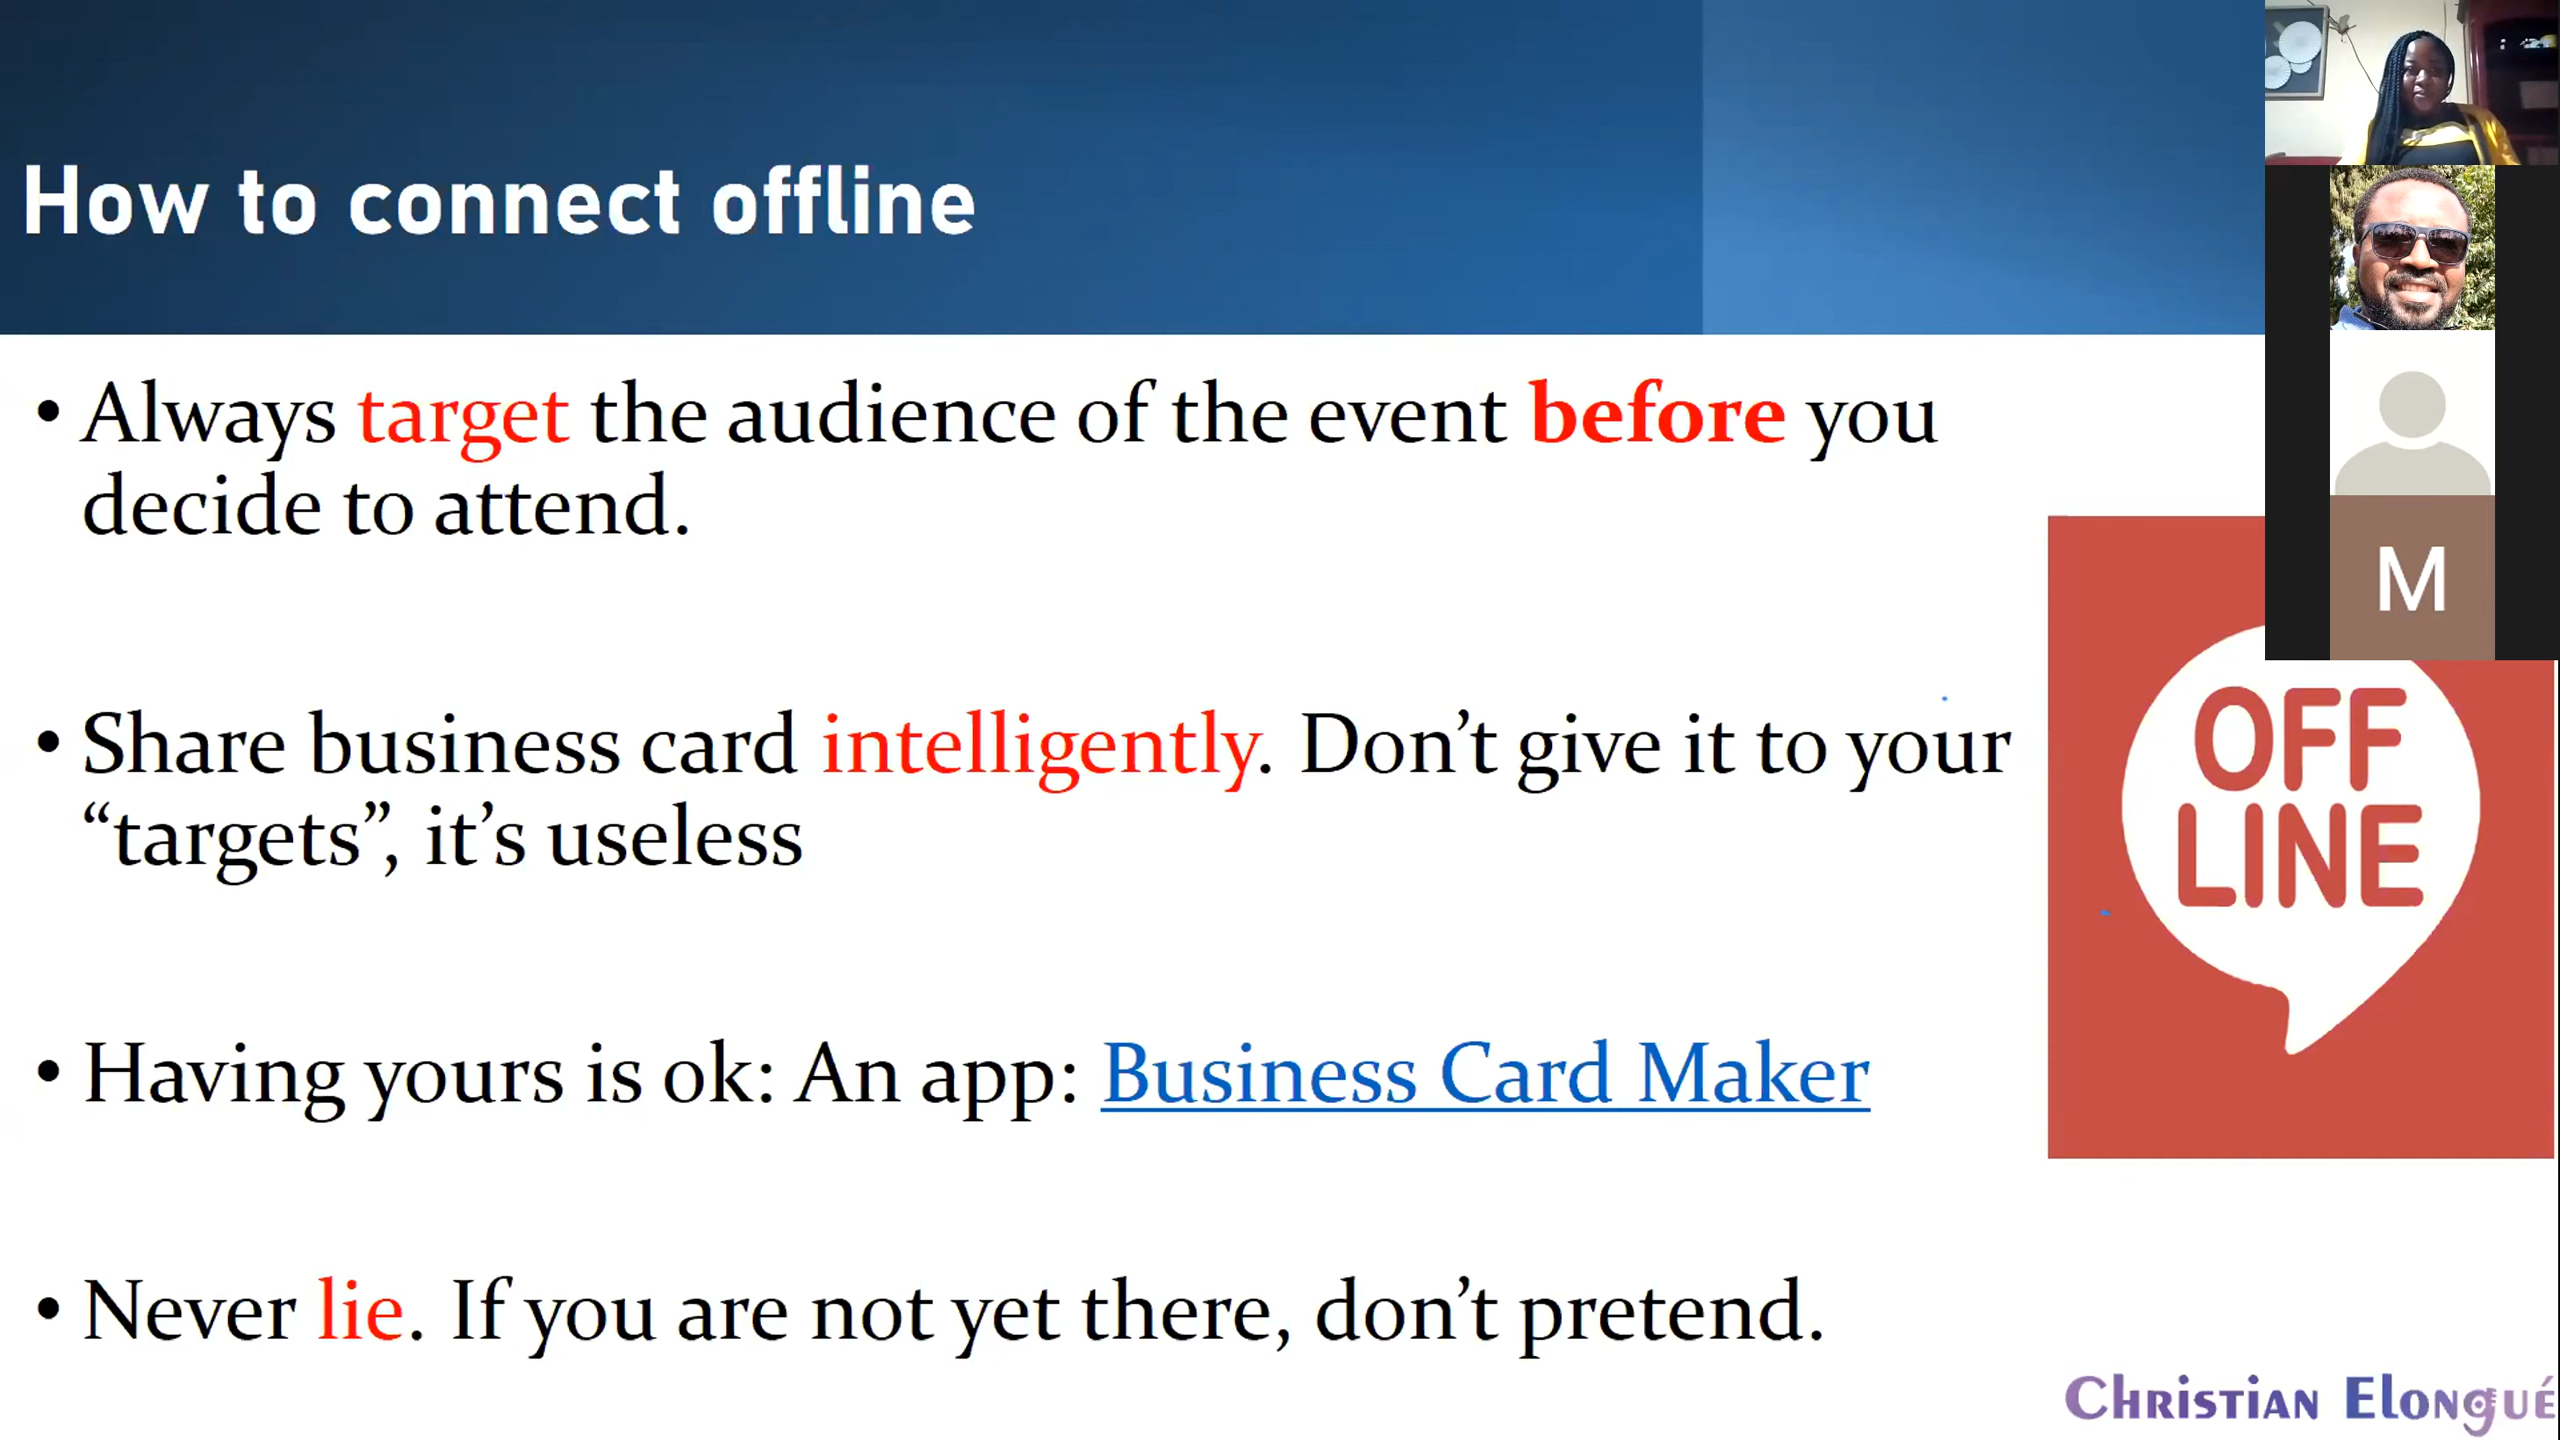 How to connect offline
• Always target the audience of the event before you
decide to attend.
• Share business card intelligently. Don’t give it to your
“targets”, it’s useless
• Having yours is ok: An app: Business Card Maker
• Never lie. If you are not yet there, don’t pretend.
M
OFF
LINE
Christian Elongué